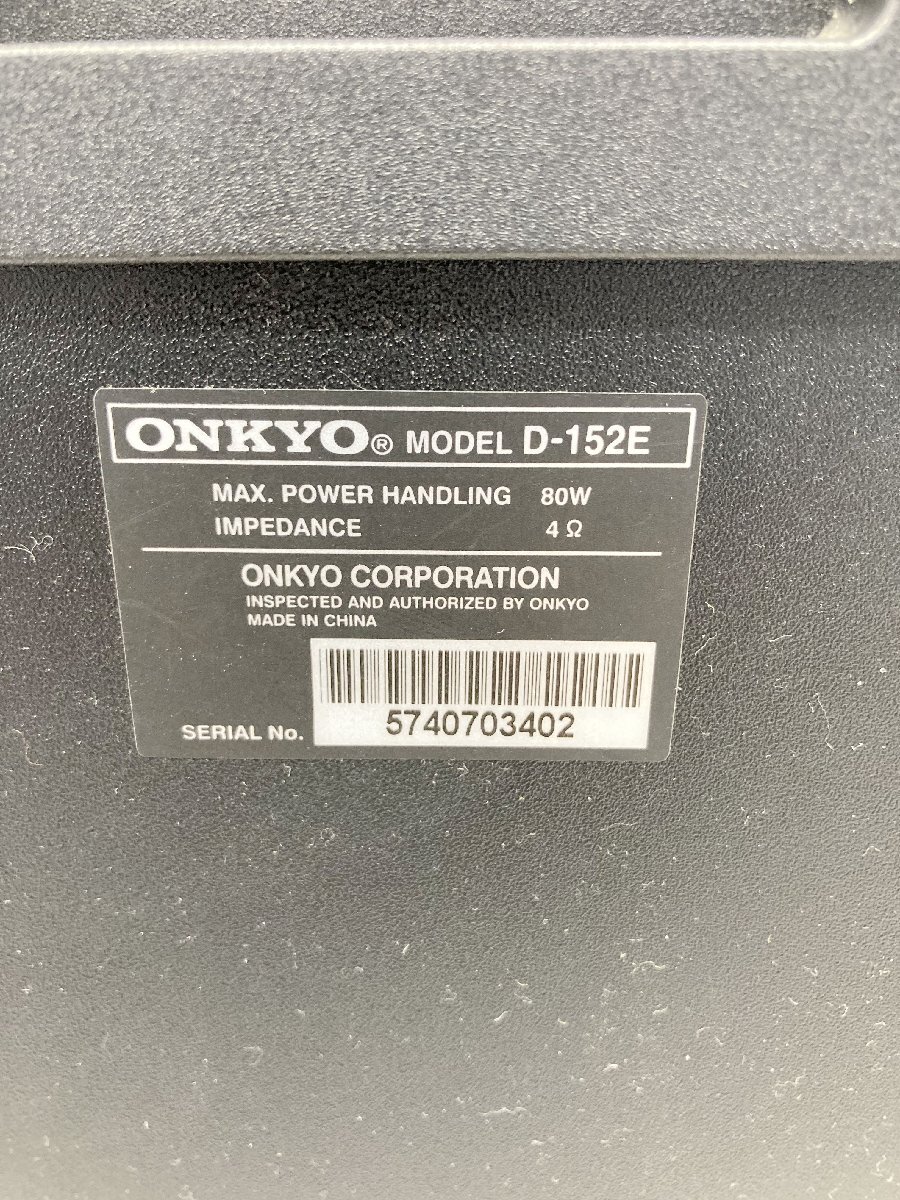 ONKYO® MODEL D-152E
MAX. POWER HANDLING 80W
IMPEDANCE 4 Ω
ONKYO CORPORATION
INSPECTED AND AUTHORIZED BY ONKYO
MADE IN CHINA
SERIAL No. 5740703402